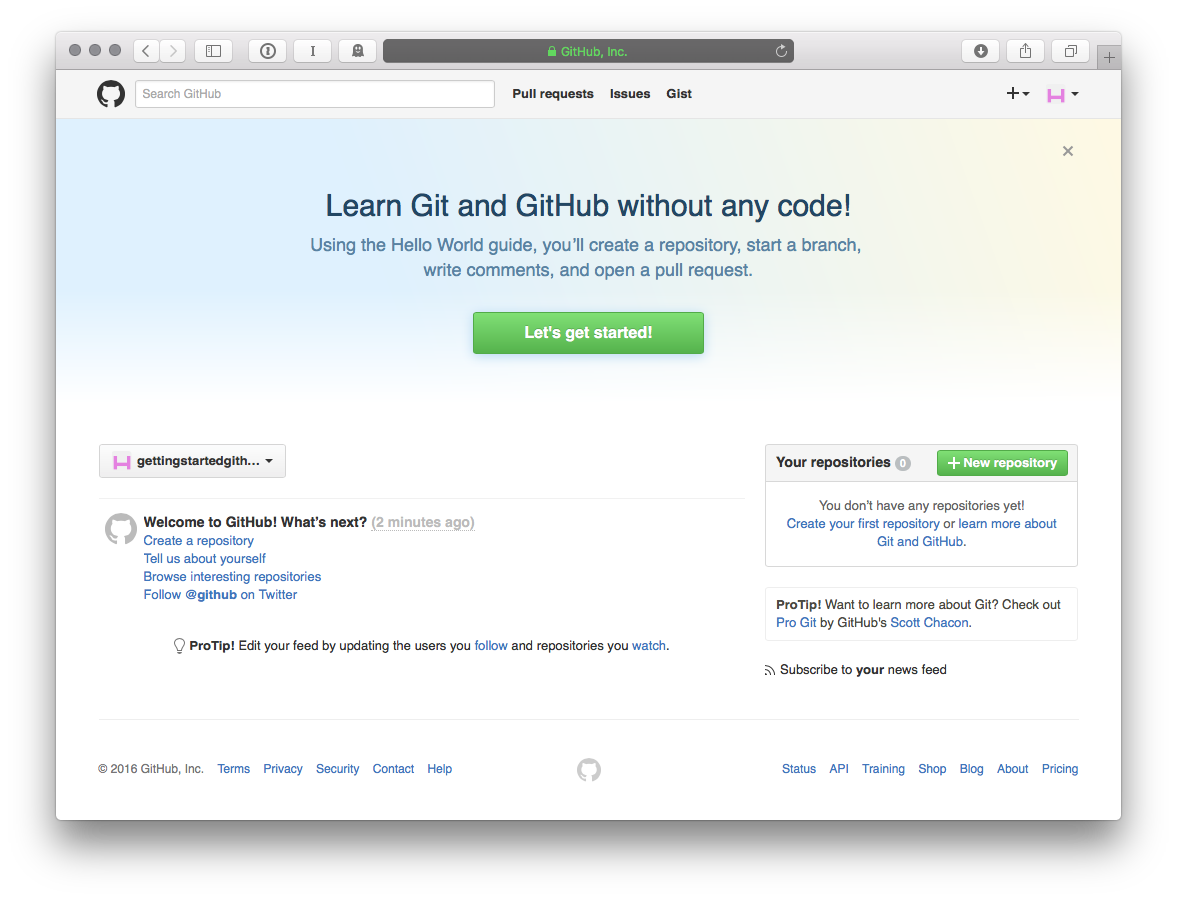 GitHub, Inc.
Search GitHub
Pull requests Issues Gist
Learn Git and GitHub without any code!
Using the Hello World guide, you’ll create a repository, start a branch,
write comments, and open a pull request.
Let's get started!
gettingstartedgith...
Welcome to GitHub! What’s next? (2 minutes ago)
Create a repository
Tell us about yourself
Browse interesting repositories
Follow @github on Twitter
ProTip! Edit your feed by updating the users you follow and repositories you watch.
Your repositories 0 New repository
You don’t have any repositories yet!
Create your first repository or learn more about
Git and GitHub.
ProTip! Want to learn more about Git? Check out
Pro Git by GitHub's Scott Chacon.
Subscribe to your news feed
© 2016 GitHub, Inc. Terms Privacy Security Contact Help
Status API Training Shop Blog About Pricing